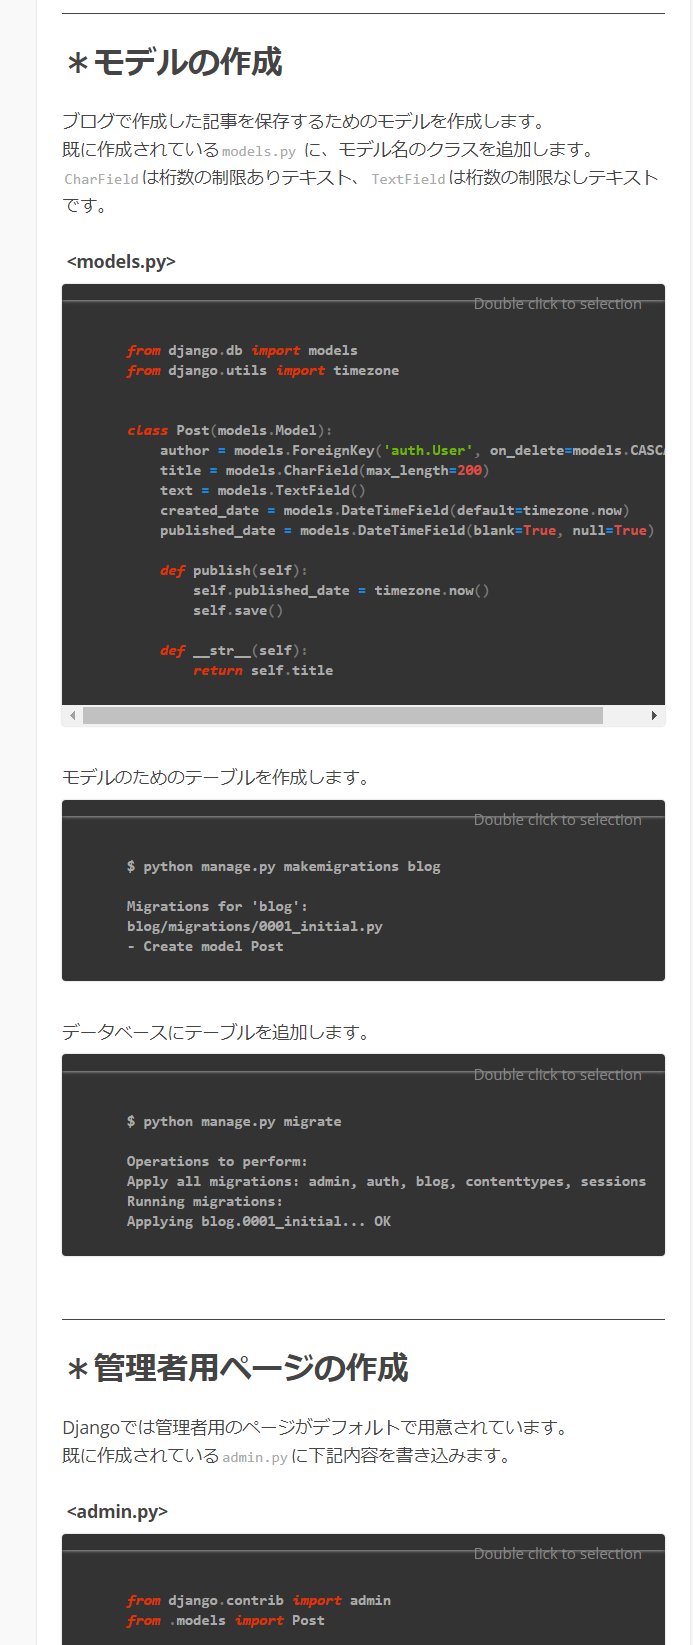 ＊モデルの作成
ブログで作成した記事を保存するためのモデルを作成します。
既に作成されている models.py に、モデル名のクラスを追加します。
CharField は桁数の制限ありテキスト、 TextField は桁数の制限なしテキスト
です。
<models.py>
Double click to selection
from django.db import models
from django.utils import timezone
class Post(models.Model):
    author = models.ForeignKey('auth.User', on_delete=models.CASCA
    title = models.CharField(max_length=200)
    text = models.TextField()
    created_date = models.DateTimeField(default=timezone.now)
    published_date = models.DateTimeField(blank=True, null=True)
    def publish(self):
        self.published_date = timezone.now()
        self.save()
    def __str__(self):
        return self.title
モデルのためのテーブルを作成します。
Double click to selection
$ python manage.py makemigrations blog
Migrations for 'blog':
blog/migrations/0001_initial.py
- Create model Post
データベースにテーブルを追加します。
Double click to selection
$ python manage.py migrate
Operations to perform:
Apply all migrations: admin, auth, blog, contenttypes, sessions
Running migrations:
Applying blog.0001_initial... OK
＊管理者用ページの作成
Djangoでは管理者用のページがデフォルトで用意されています。
既に作成されている admin.py に下記内容を書き込みます。
<admin.py>
Double click to selection
from django.contrib import admin
from .models import Post